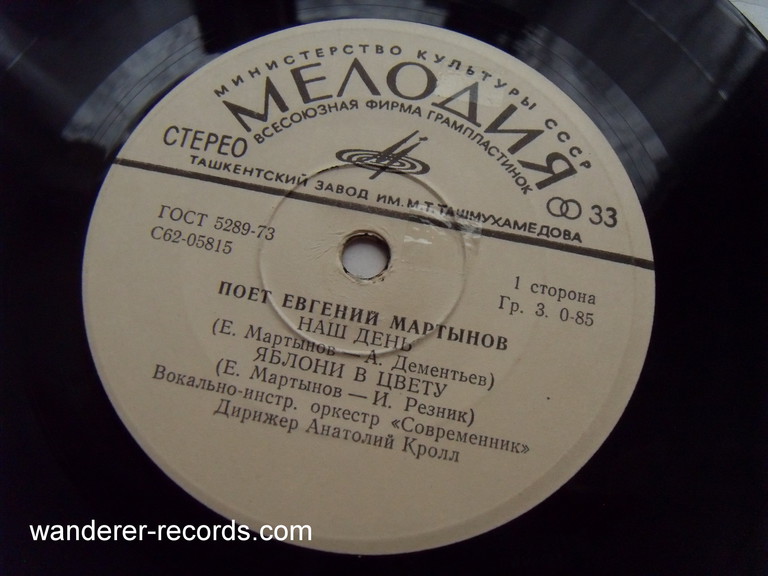 МИНИСТЕРСТВО КУЛЬТУРЫ СССР
МЕЛОДИЯ
ВСЕСОЮЗНАЯ ФИРМА ГРАМПЛАСТИНОК
СТЕРЕО
33
ТАШКЕНТСКИЙ ЗАВОД ИМ. М.Т. ТАШМУХАМЕДОВА
ГОСТ 5289-73
С62-05815
1 сторона
Гр. 3. 0-85
ПОЕТ ЕВГЕНИЙ МАРТЫНОВ
НАШ ДЕНЬ
(Е. Мартынов — А. Дементьев)
ЯБЛОНИ В ЦВЕТУ
(Е. Мартынов — И. Резник)
Вокально-инстр. оркестр «Современник»
Дирижер Анатолий Кролл
wanderer-records.com